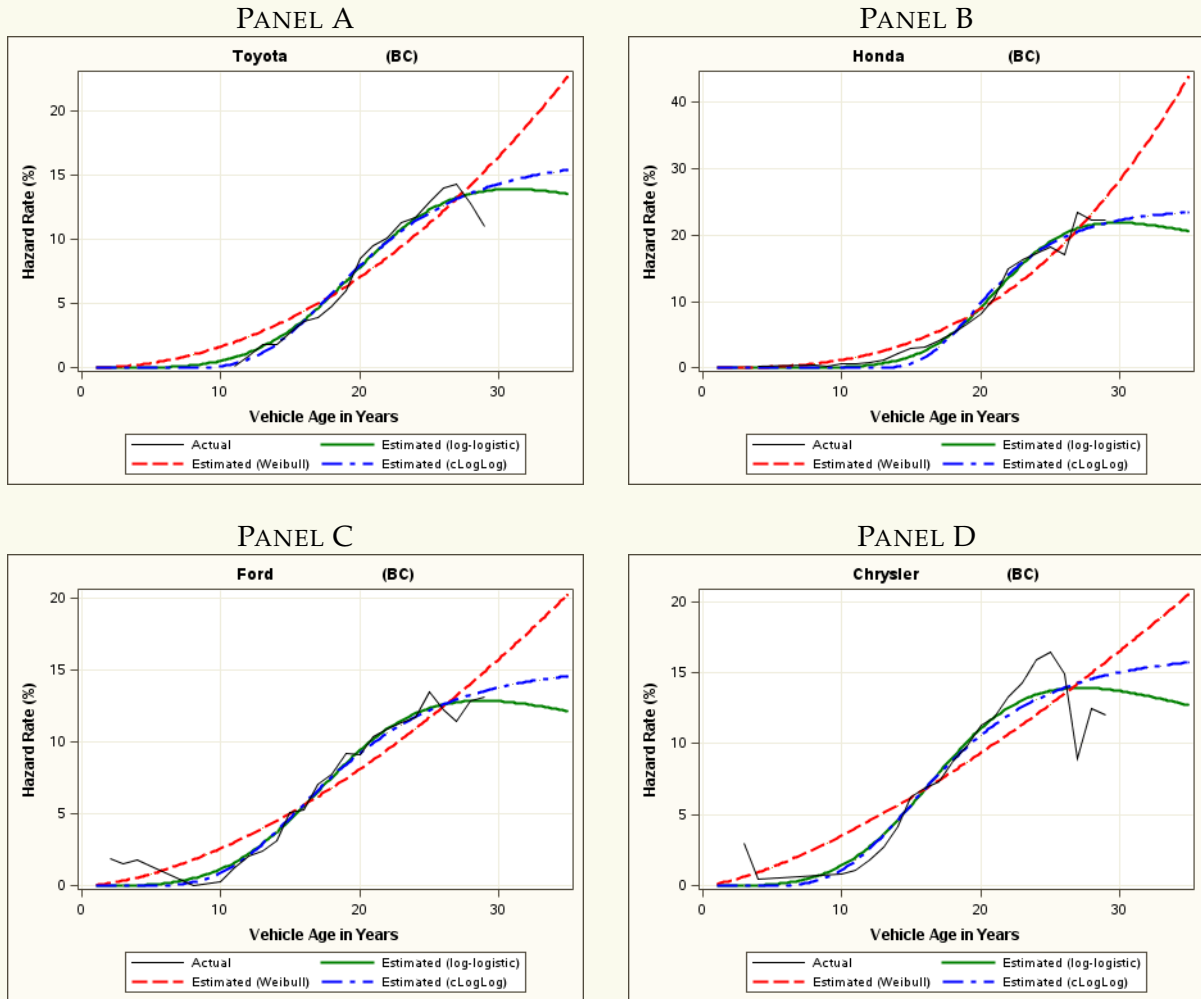 PANEL A
Toyota (BC)
Hazard Rate (%)
20
15
10
5
0
0 10 20 30
Vehicle Age in Years
Actual Estimated (log-logistic)
Estimated (Weibull) Estimated (cLogLog)
PANEL B
Honda (BC)
Hazard Rate (%)
40
30
20
10
0
0 10 20 30
Vehicle Age in Years
Actual Estimated (log-logistic)
Estimated (Weibull) Estimated (cLogLog)
PANEL C
Ford (BC)
Hazard Rate (%)
20
15
10
5
0
0 10 20 30
Vehicle Age in Years
Actual Estimated (log-logistic)
Estimated (Weibull) Estimated (cLogLog)
PANEL D
Chrysler (BC)
Hazard Rate (%)
20
15
10
5
0
0 10 20 30
Vehicle Age in Years
Actual Estimated (log-logistic)
Estimated (Weibull) Estimated (cLogLog)